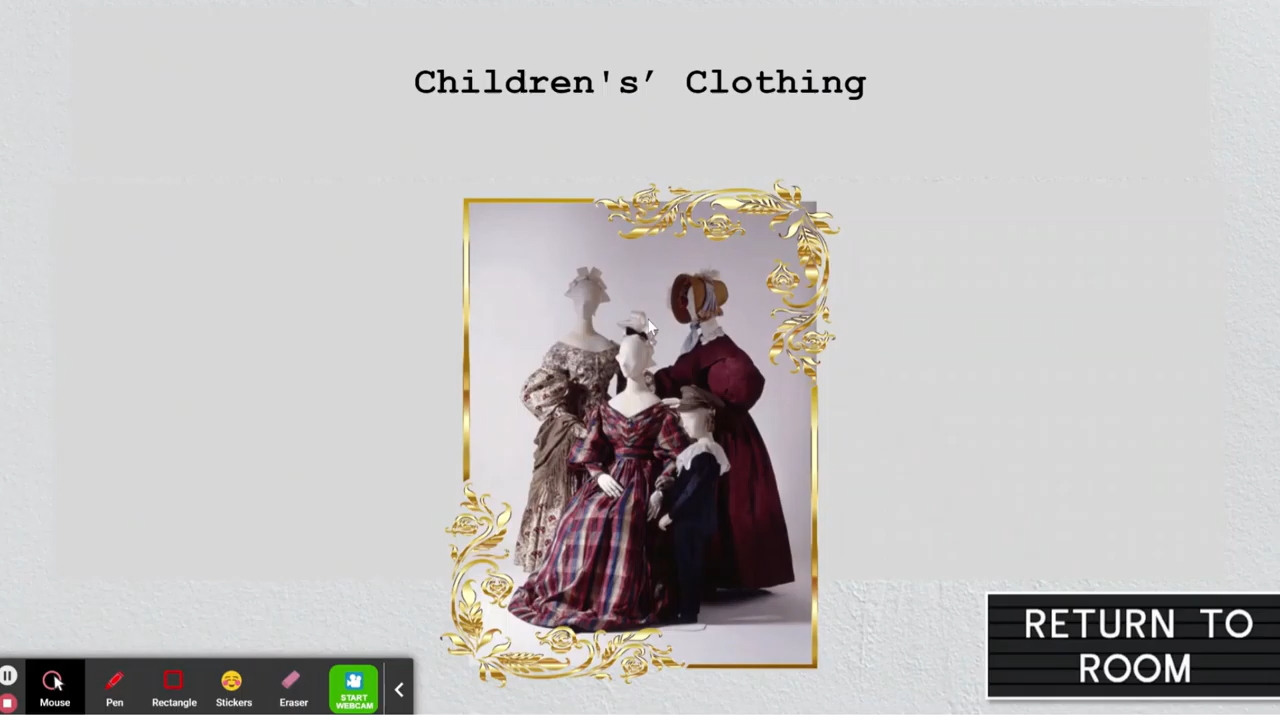 Children's’ Clothing
RETURN TO
ROOM
Mouse
Pen
Rectangle
Stickers
Eraser
START
WEBCAM